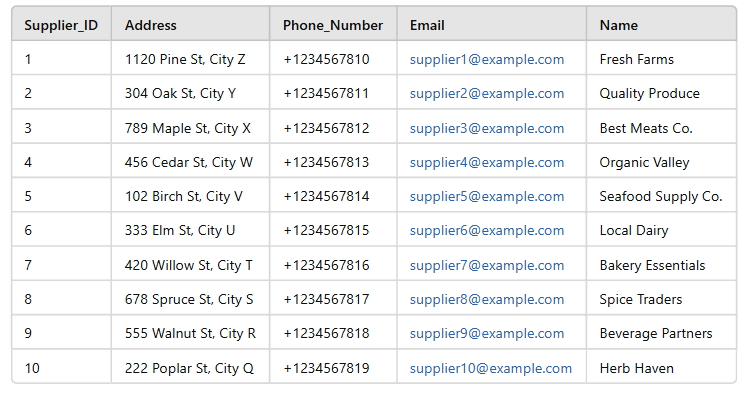 Supplier_ID Address Phone_Number Email Name
1 1120 Pine St, City Z +1234567810 supplier1@example.com Fresh Farms
2 304 Oak St, City Y +1234567811 supplier2@example.com Quality Produce
3 789 Maple St, City X +1234567812 supplier3@example.com Best Meats Co.
4 456 Cedar St, City W +1234567813 supplier4@example.com Organic Valley
5 102 Birch St, City V +1234567814 supplier5@example.com Seafood Supply Co.
6 333 Elm St, City U +1234567815 supplier6@example.com Local Dairy
7 420 Willow St, City T +1234567816 supplier7@example.com Bakery Essentials
8 678 Spruce St, City S +1234567817 supplier8@example.com Spice Traders
9 555 Walnut St, City R +1234567818 supplier9@example.com Beverage Partners
10 222 Poplar St, City Q +1234567819 supplier10@example.com Herb Haven